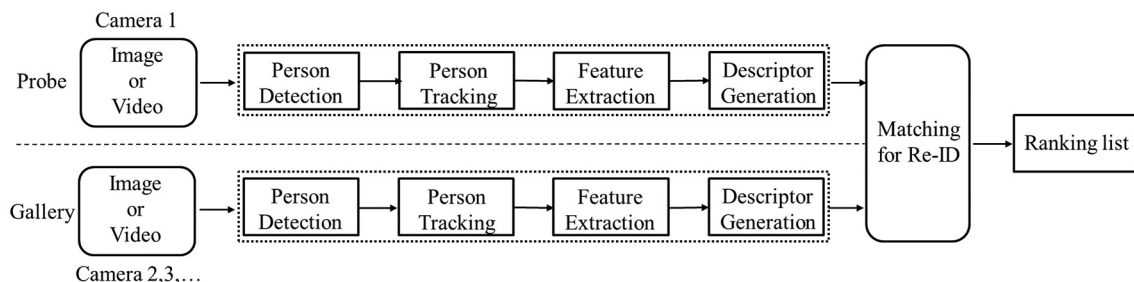 Camera 1
Probe
Image
or
Video
Person
Detection
Person
Tracking
Feature
Extraction
Descriptor
Generation
Matching
for Re-ID
Ranking list
Gallery
Image
or
Video
Person
Detection
Person
Tracking
Feature
Extraction
Descriptor
Generation
Camera 2,3,…